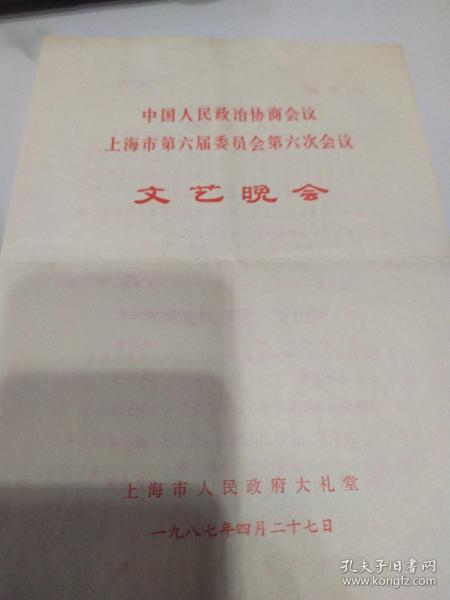 中国人民政治协商会议
上海市第六届委员会第六次会议
文艺晚会
上海市人民政府大礼堂
一九八七年四月二十七日
孔夫子旧书网
www.kongfz.com